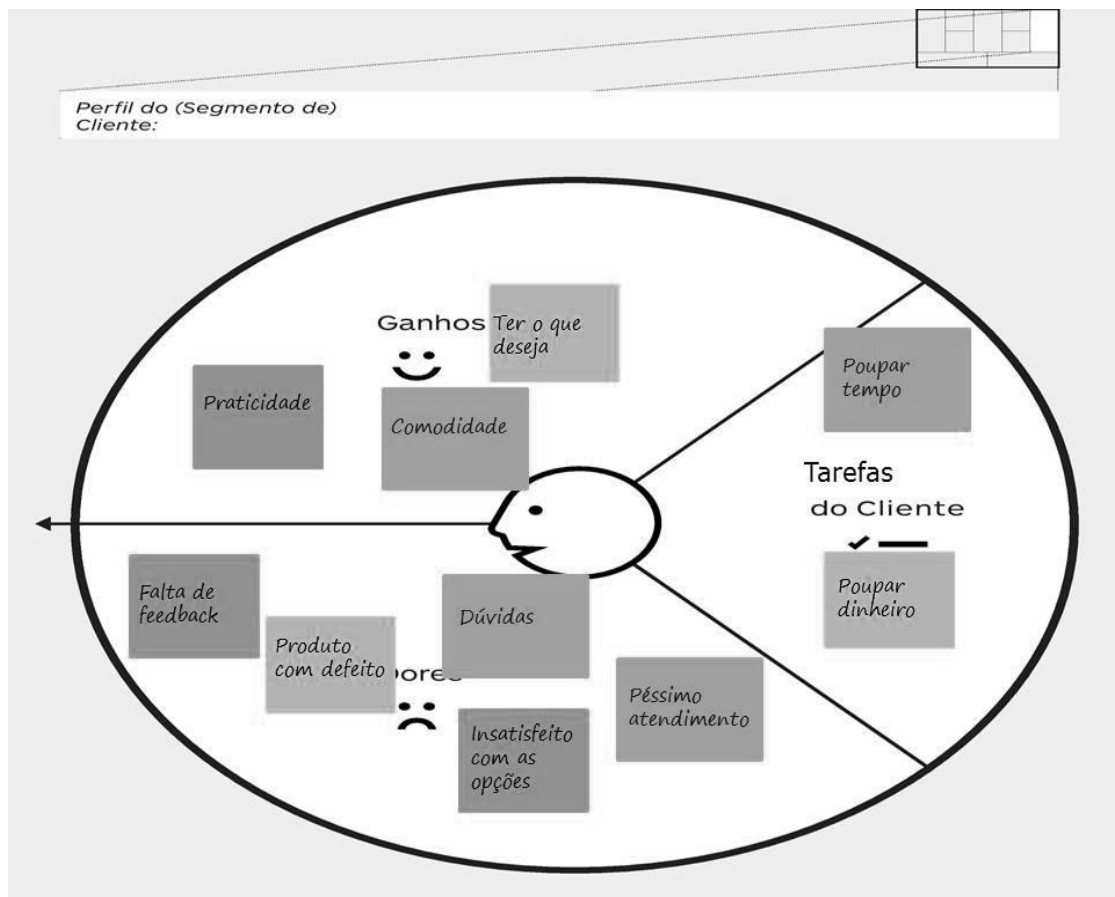 Perfil do (Segmento de)
Cliente:
Ganhos
Ter o que
deseja
Praticidade
Comodidade
Poupar
tempo
Tarefas
do Cliente
Poupar
dinheiro
Falta de
feedback
Produto
com defeito
Dúvidas
Péssimo
atendimento
Insatisfeito
com as
opções